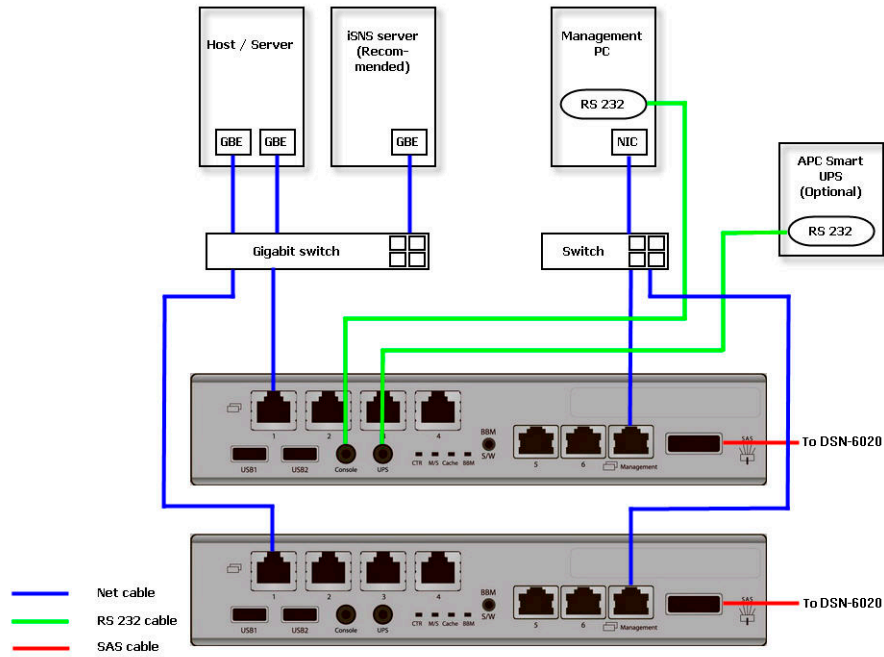 Host / Server
iSNS server
(Recom-
mended)
Management
PC
RS 232
GBE
GBE
GBE
NIC
APC Smart
UPS
(Optional)
RS 232
Gigabit switch
Switch
1
2
3
4
BBM
S/W
USB1
USB2
Console
UPS
CTR
M/S
Cache
BBM
5
6
Management
SAS
To DSN-6020
1
2
3
4
BBM
S/W
USB1
USB2
Console
UPS
CTR
M/S
Cache
BBM
5
6
Management
SAS
To DSN-6020
Net cable
RS 232 cable
SAS cable